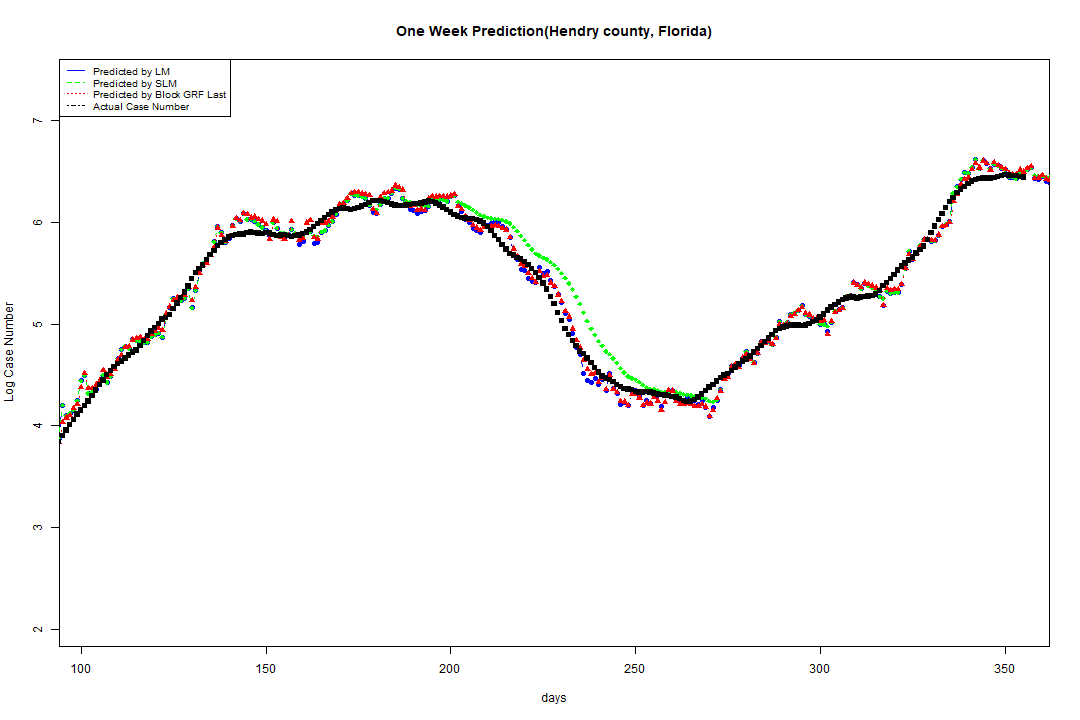 One Week Prediction(Hendry county, Florida)
Predicted by LM
Predicted by SLM
Predicted by Block GRF Last
Actual Case Number
7
6
5
4
3
2
Log Case Number
100 150 200 250 300 350
days